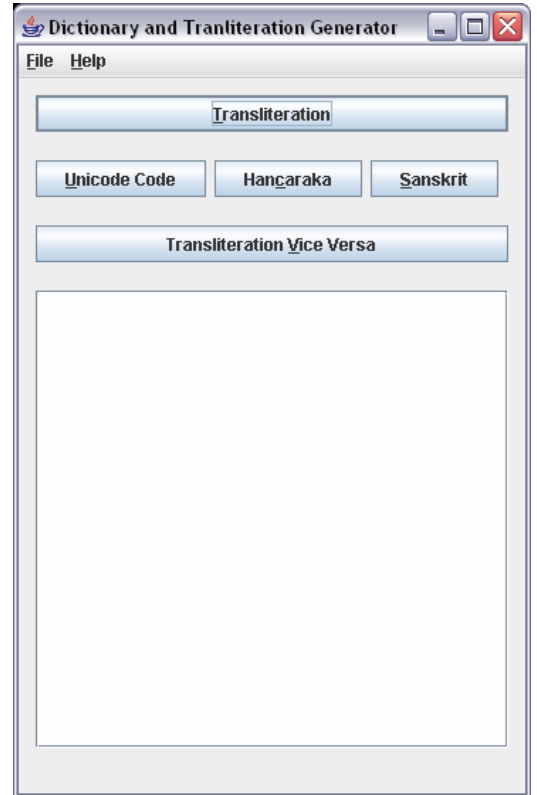 Dictionary and Tranliteration Generator
File Help
Transliteration
Unicode Code Hancaraka Sanskrit
Transliteration Vice Versa